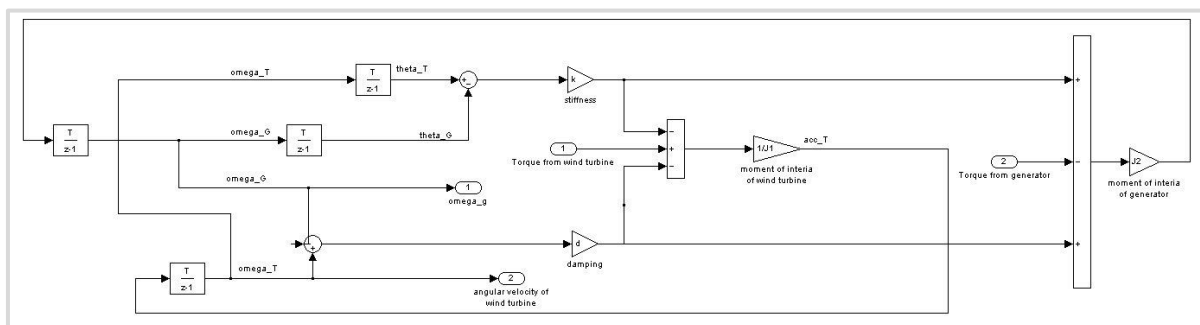 omega_T
T
z-1
theta_T
+
-
k
stiffness
+
T
z-1
omega_G
T
z-1
theta_G
-
+
-
1
Torque from wind turbine
1/J1
acc_T
moment of interia
of wind turbine
2
Torque from generator
-
J2
moment of interia
of generator
omega_G
1
omega_g
+
d
damping
+
T
z-1
omega_T
2
angular velocity of
wind turbine